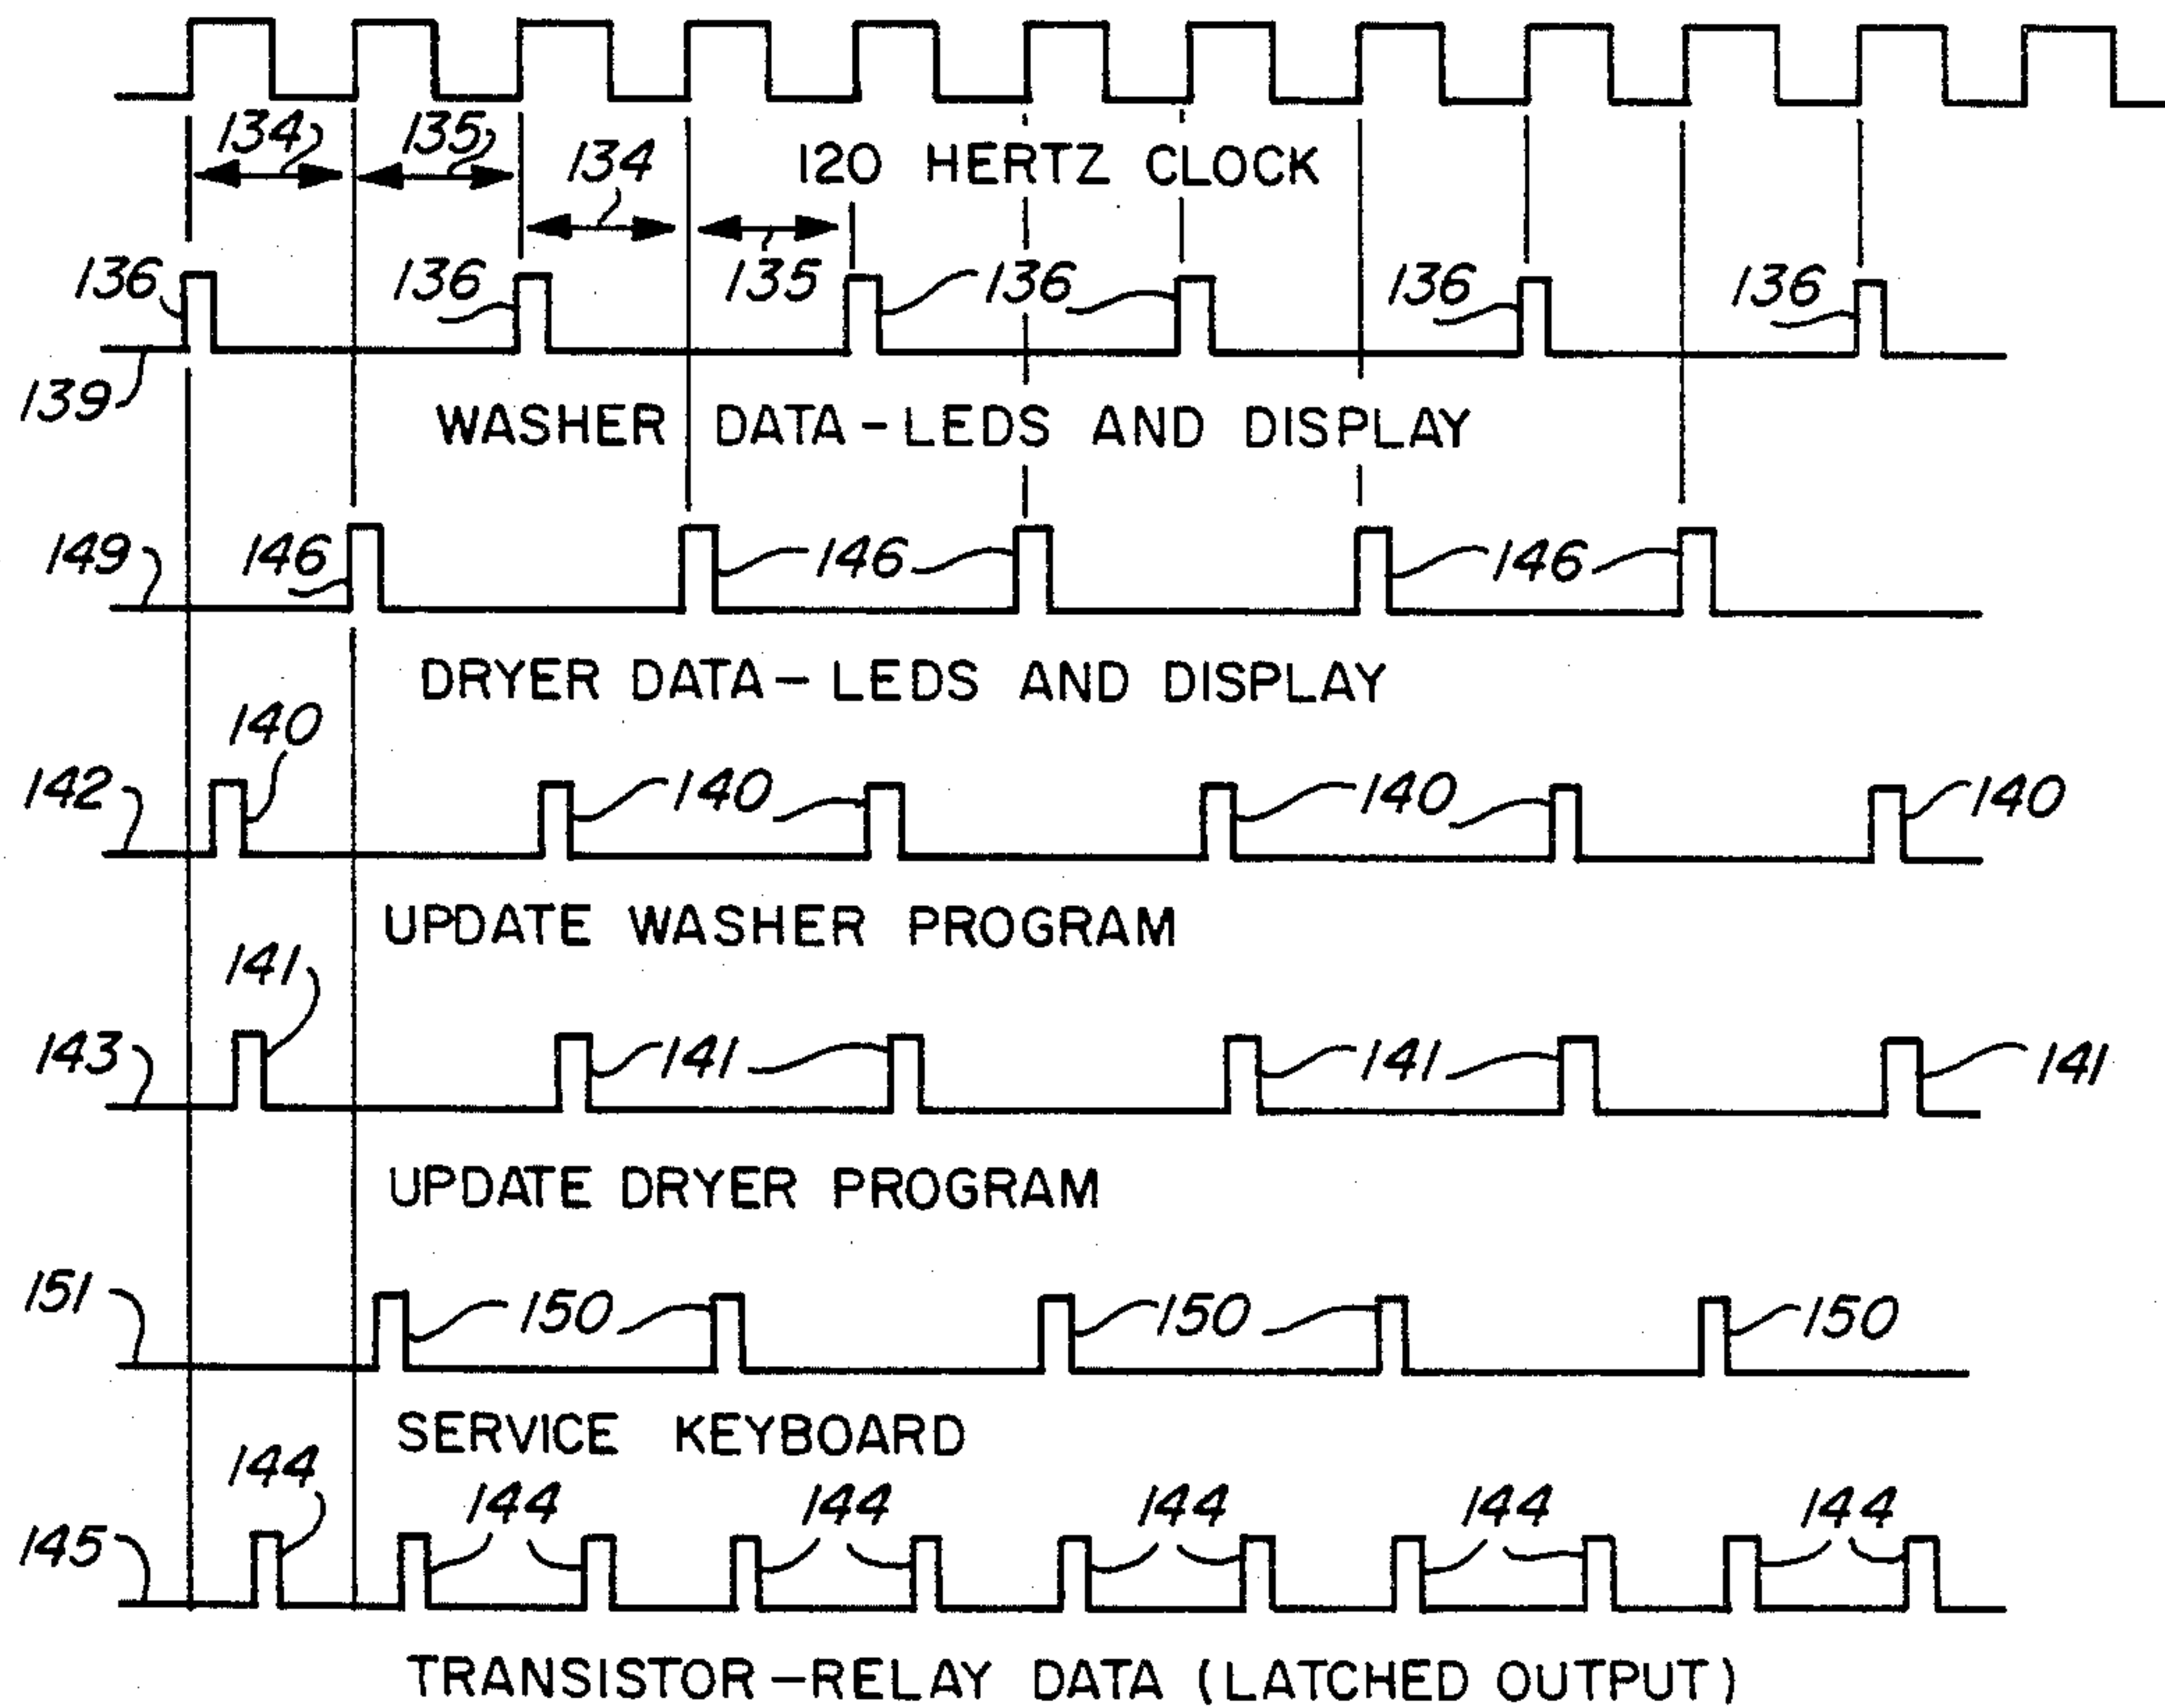 134 135 134 120 HERTZ CLOCK
136 136 135 136 136 136
139
WASHER DATA-LEDS AND DISPLAY
149 146 146 146
DRYER DATA-LEDS AND DISPLAY
140
142 140 140 140
UPDATE WASHER PROGRAM
141
143 141 141 141
UPDATE DRYER PROGRAM
151 150 150 150
SERVICE KEYBOARD
144
145 144 144 144 144 144
TRANSISTOR-RELAY DATA (LATCHED OUTPUT)